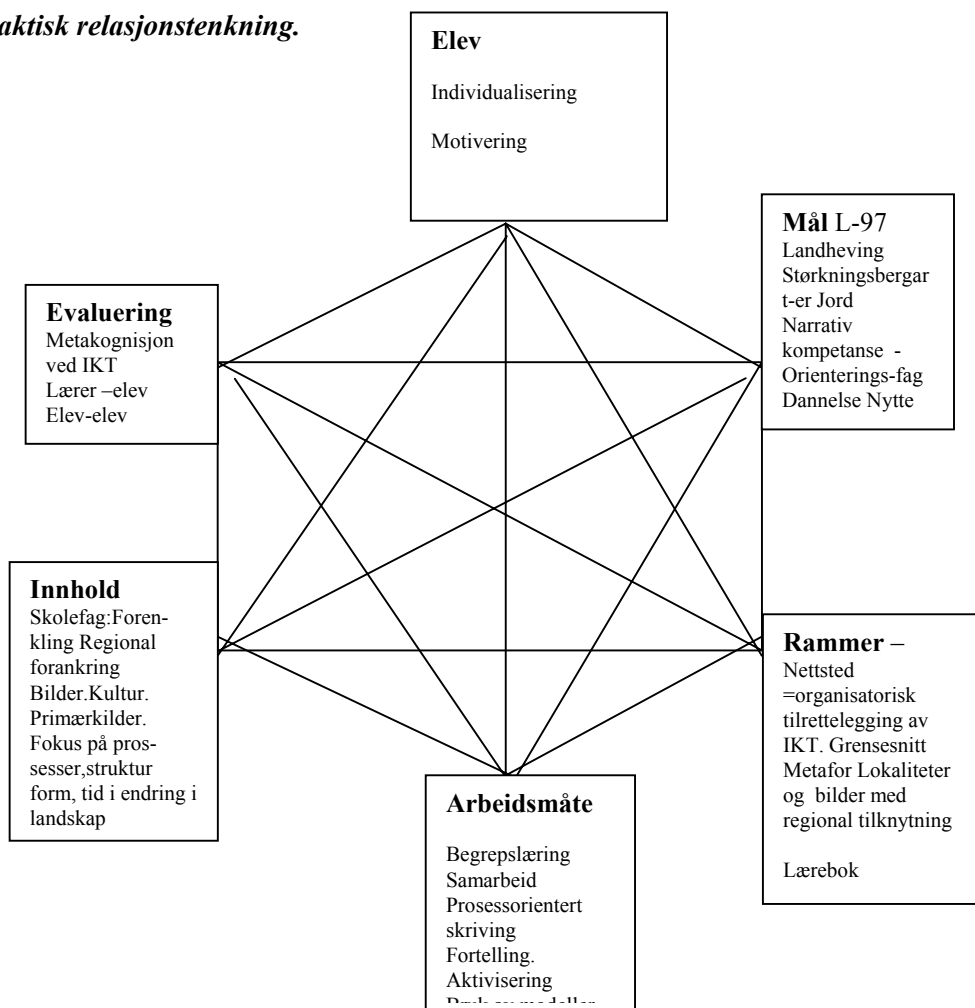 aktisk relasjonstenkning.
Elev
Individualisering
Motivering
Mål L-97
Landheving
Størkningsbergar
t-er Jord
Narrativ
kompetanse -
Orienterings-fag
Dannelse Nytte
Evaluering
Metakognisjon
ved IKT
Lærer –elev
Elev-elev
Innhold
Skolefag:Foren-
kling Regional
forankring
Bilder.Kultur.
Primærkilder.
Fokus på pros-
sesser,struktur
form, tid i endring i
landskap
Rammer –
Nettsted
=organisatorisk
tilrettelegging av
IKT. Grensesnitt
Metafor Lokaliteter
og bilder med
regional tilknytning
Lærebok
Arbeidsmåte
Begrepslæring
Samarbeid
Prosessorientert
skriving
Fortelling.
Aktivisering